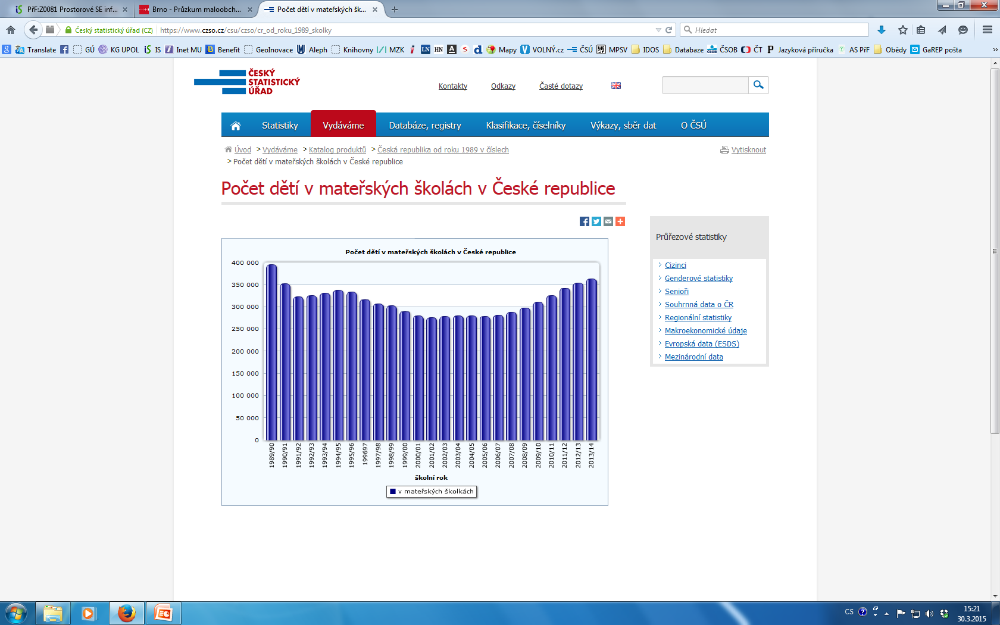 PřF:Z0081 Prostorové SE inf... Brno - Průzkum maloobch... Počet dětí v mateřských šk...
Český statistický úřad (CZ) https://www.czso.cz/csu/czso/cr_od_roku_1989_skolky Hledat
Translate GÚ KG UPOL IS Inet MU Benefit GeoInovace Aleph Knihovny MZK LN HN Mapy VOLNÝ.cz ČSÚ MPSV IDOS Databaze ČSOB ČT Jazyková příručka AS PřF Obědy GaREP pošta
ČESKÝ
STATISTICKÝ
ÚŘAD
Kontakty Odkazy Časté dotazy
Statistiky Vydáváme Databáze, registry Klasifikace, číselníky Výkazy, sběr dat O ČSÚ
Úvod > Vydáváme > Katalog produktů > Česká republika od roku 1989 v číslech Vytisknout
> Počet dětí v mateřských školách v České republice
Počet dětí v mateřských školách v České republice
Průřezové statistiky
Cizinci
Genderové statistiky
Senioři
Souhrnná data o ČR
Regionální statistiky
Makroekonomické údaje
Evropská data (ESDS)
Mezinárodní data
Počet dětí v mateřských školách v České republice
400 000
350 000
300 000
250 000
200 000
150 000
100 000
50 000
0
1989/90 1990/91 1991/92 1992/93 1993/94 1994/95 1995/96 199697 1997/98 1998/99 1999/00 2000/01 2001/02 2002/03 2003/04 2004/05 2005/06 2006/07 2007/08 2008/09 2009/10 2010/11 2011/12 2012/13 2013/14
školní rok
v mateřských školkách
CS 15:21
30.3.2015